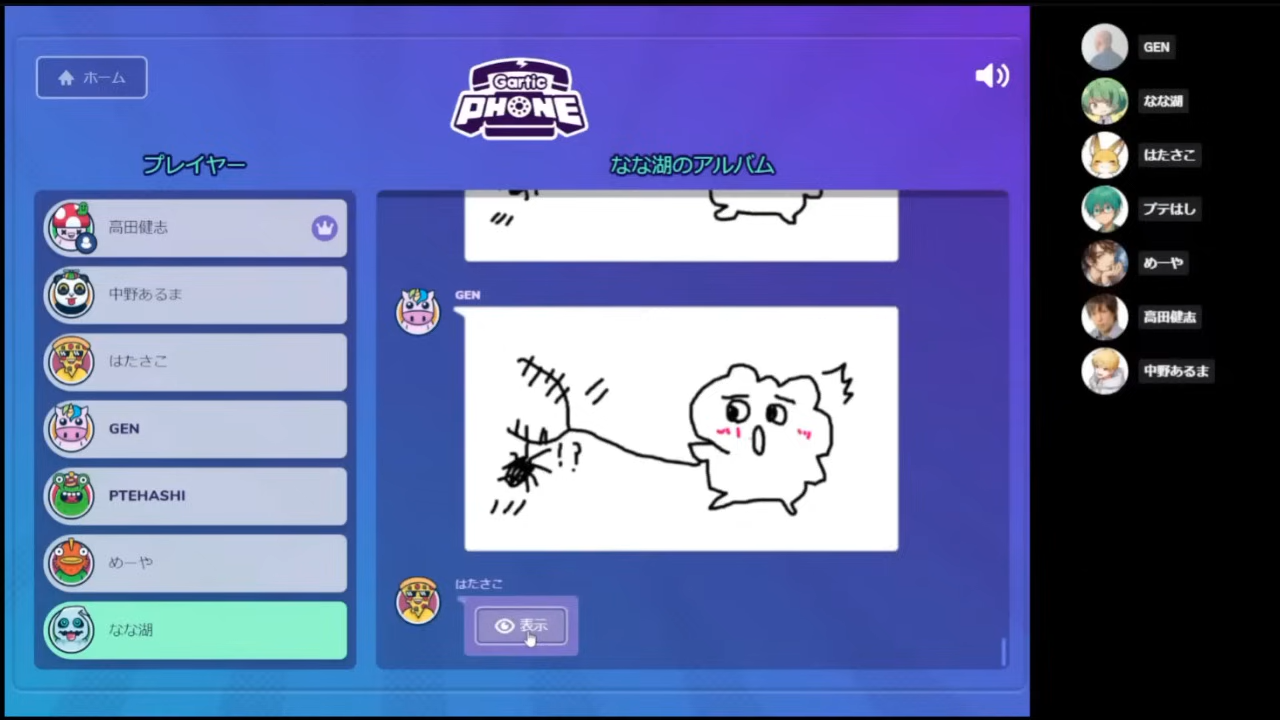 ホーム
Gartic
PHONE
プレイヤー
なな湖のアルバム
高田健志
中野あるま
はたさこ
GEN
PTEHASHI
めーや
なな湖
GEN
!?
はたさこ
表示
GEN
なな湖
はたさこ
プテはし
めーや
高田健志
中野あるま